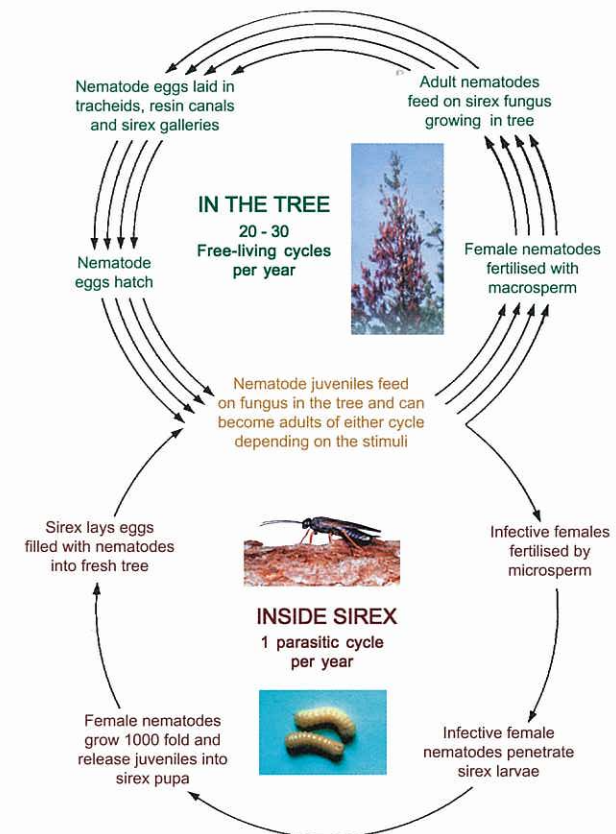 Nematode eggs laid in
tracheids, resin canals
and sirex galleries
Adult nematodes
feed on sirex fungus
growing in tree
IN THE TREE
20 - 30
Free-living cycles
per year
Nematode
eggs hatch
Female nematodes
fertilised with
macrosperm
Nematode juveniles feed
on fungus in the tree and can
become adults of either cycle
depending on the stimuli
Sirex lays eggs
filled with nematodes
into fresh tree
Infective females
fertilised by
microsperm
INSIDE SIREX
1 parasitic cycle
per year
Female nematodes
grow 1000 fold and
release juveniles into
sirex pupa
Infective female
nematodes penetrate
sirex larvae